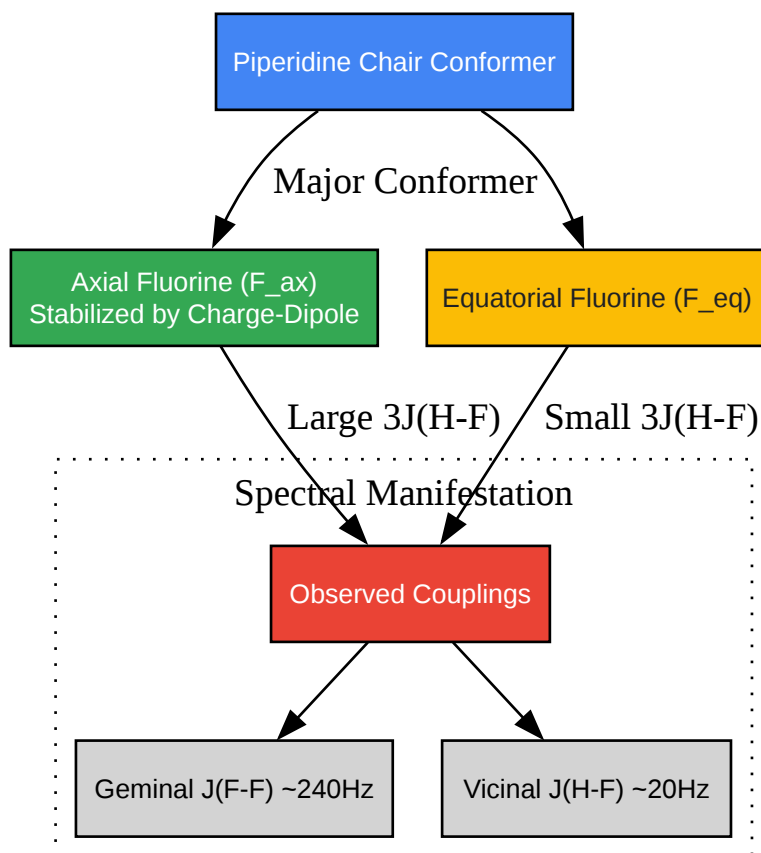 Piperidine Chair Conformer
Major Conformer
Axial Fluorine (F_ax)
Stabilized by Charge-Dipole
Equatorial Fluorine (F_eq)
Large 3J(H-F)
Small 3J(H-F)
Spectral Manifestation
Observed Couplings
Geminal J(F-F) ~240Hz
Vicinal J(H-F) ~20Hz